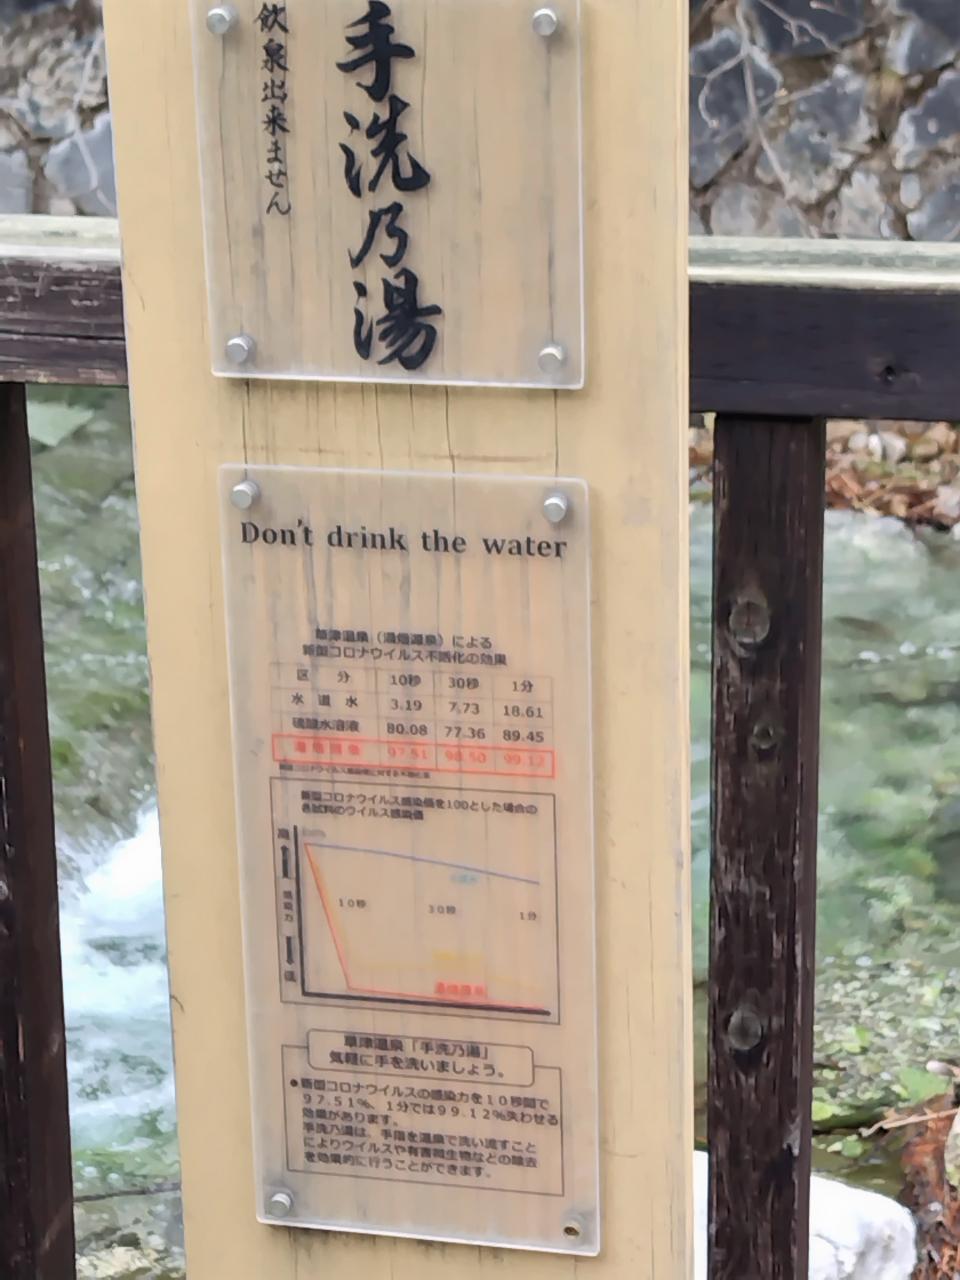 手洗乃湯
飲泉出来ません
Don't drink the water
草津温泉(湯畑源泉)による
新型コロナウイルス不活化の効果
区 分 10秒 30秒 1分
水 道 水 3.19 7.73 18.61
硫酸水溶液 80.08 77.36 89.45
湯畑源泉 97.51 98.50 99.12
新型コロナウイルス感染価を100とした場合の
各試料のウイルス感染価
高
感染力
低
10秒 30秒 1分
湯畑源泉
草津温泉「手洗乃湯」
気軽に手を洗いましょう。
●新型コロナウイルスの感染力を10秒間で
97.51%、1分では99.12%失わせる
効果があります。
手洗乃湯は、手指を温泉で洗い流すこと
によりウイルスや有害微生物などの除去
を効果的に行うことができます。